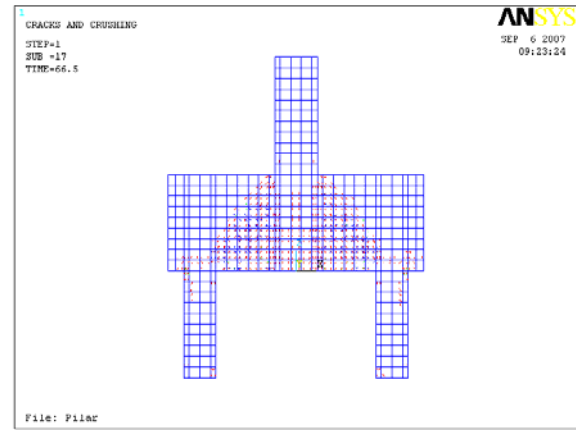 1
CRACKS AND CRUSHING
STEP=1
SUB =17
TIME=66.5
ANSYS
SEP 6 2007
09:23:24
File: Pilar